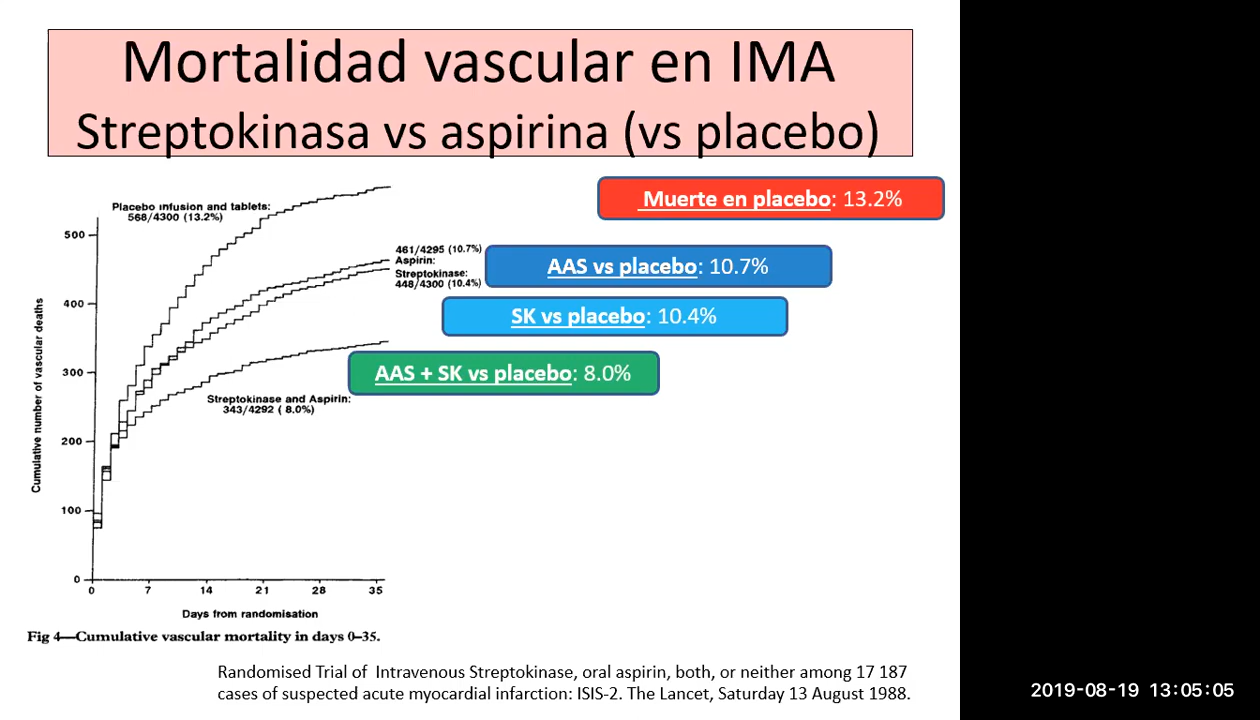 Mortalidad vascular en IMA
Streptokinasa vs aspirina (vs placebo)
Placebo infusion and tablets:
568/4300 (13.2%)
Muerte en placebo: 13.2%
461/4295 (10.7%)
Aspirin:
Streptokinase:
448/4300 (10.4%)
AAS vs placebo: 10.7%
SK vs placebo: 10.4%
AAS + SK vs placebo: 8.0%
Streptokinase and Aspirin:
343/4292 ( 8.0%)
Cumulative number of vascular deaths
500
400
300
200
100
0
0 7 14 21 28 35
Days from randomisation
Fig 4—Cumulative vascular mortality in days 0–35.
Randomised Trial of Intravenous Streptokinase, oral aspirin, both, or neither among 17 187
cases of suspected acute myocardial infarction: ISIS-2. The Lancet, Saturday 13 August 1988.
2019-08-19 13:05:05